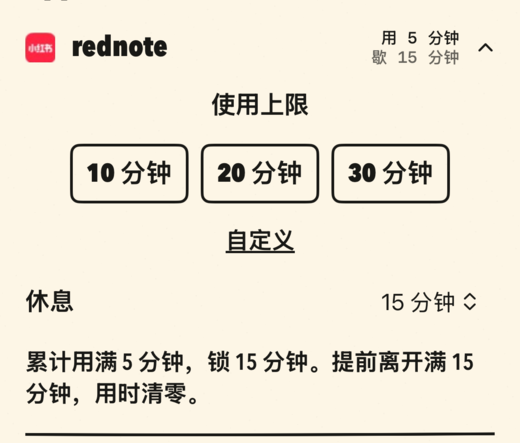 小红书
rednote
用 5 分钟
歇 15 分钟
使用上限
10 分钟
20 分钟
30 分钟
自定义
休息
15 分钟
累计用满 5 分钟，锁 15 分钟。提前离开满 15
分钟，用时清零。